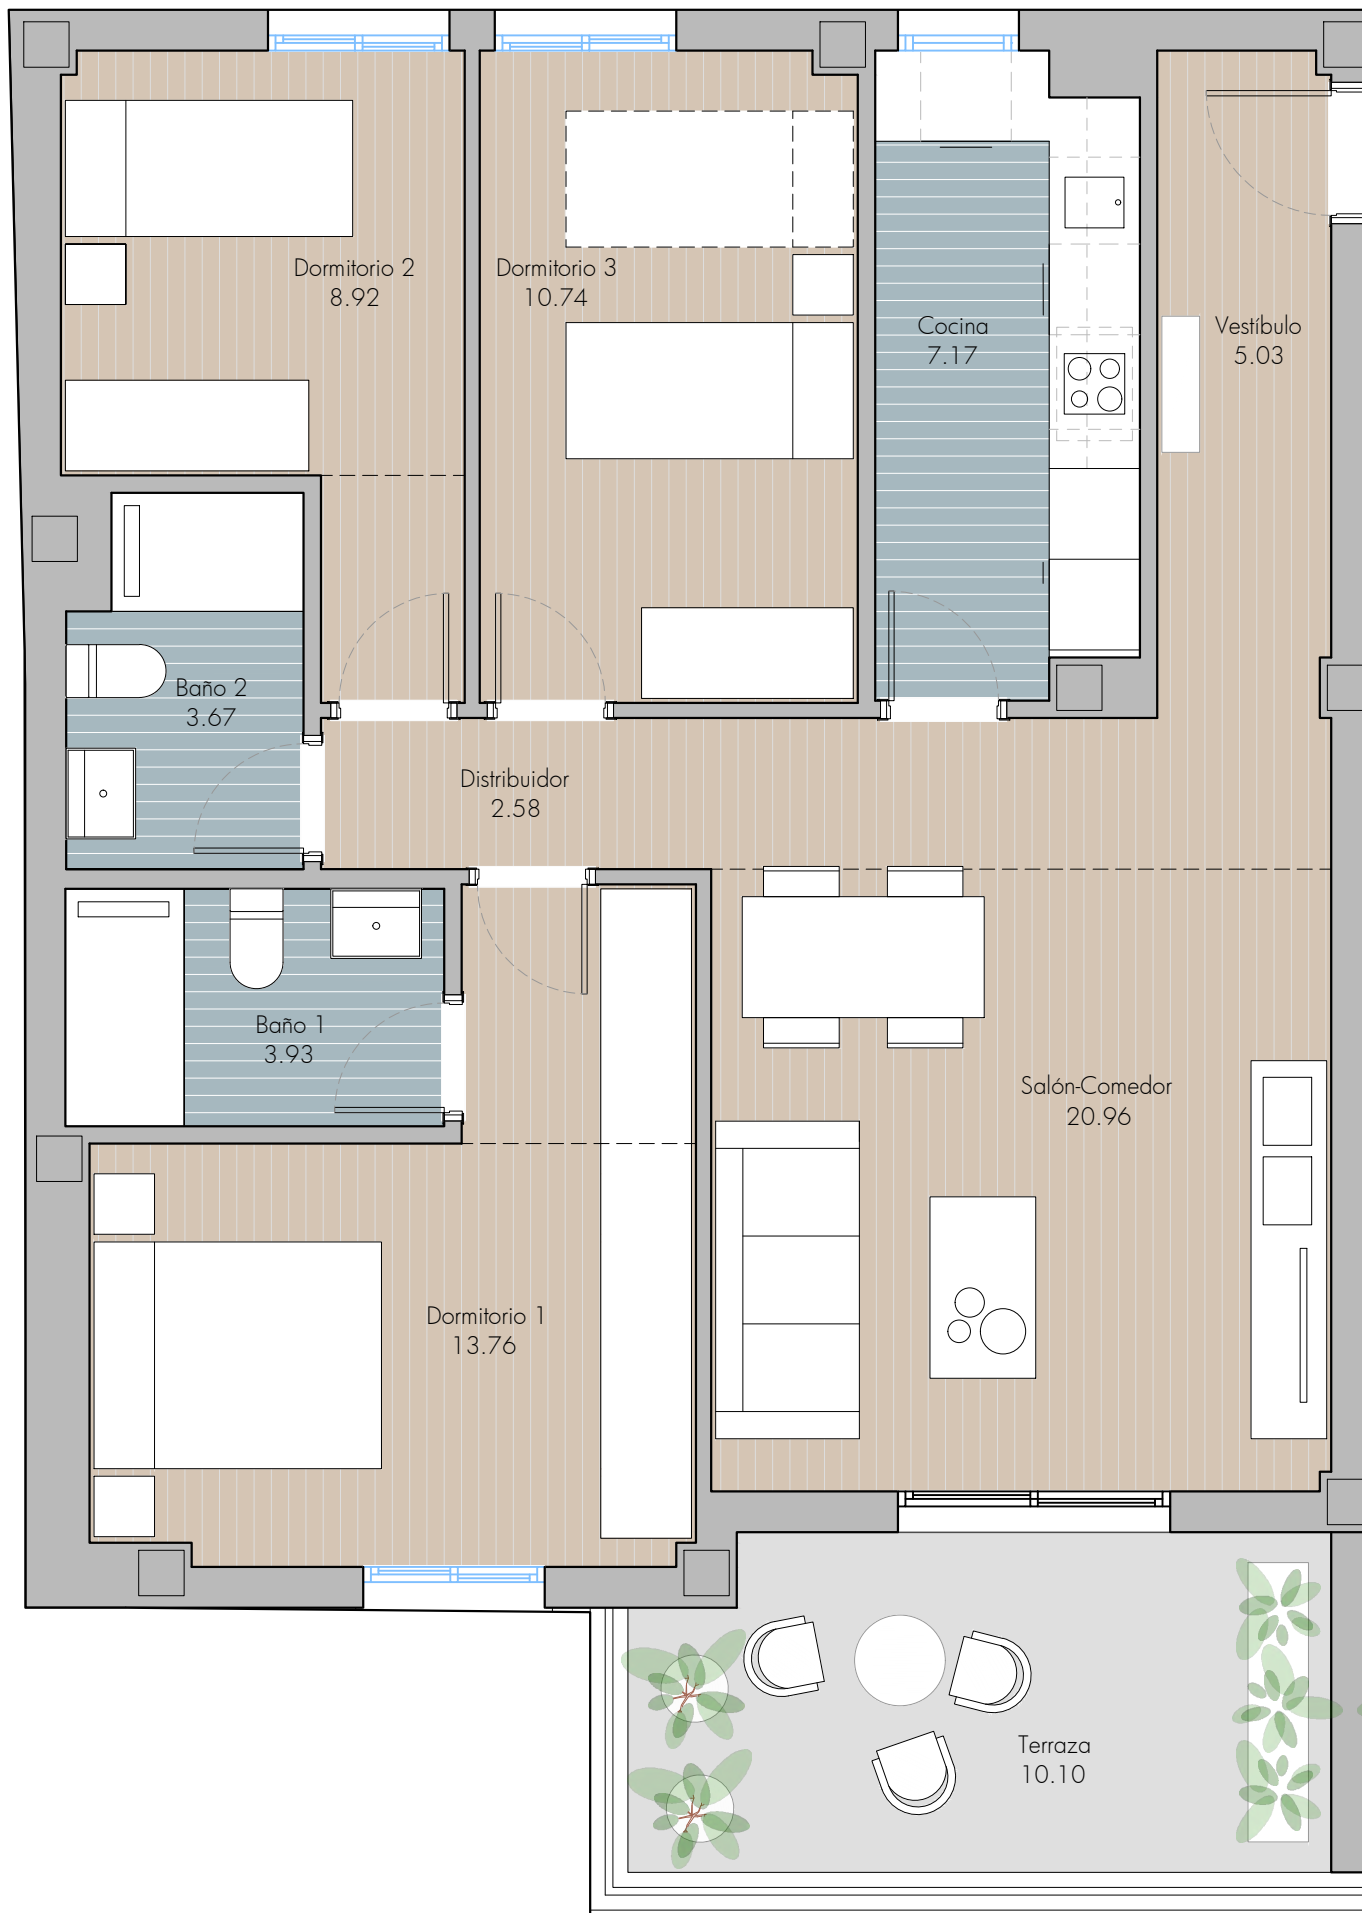 Dormitorio 2
8.92
Dormitorio 3
10.74
Cocina
7.17
Vestíbulo
5.03
Baño 2
3.67
Distribuidor
2.58
Baño 1
3.93
Salón-Comedor
20.96
Dormitorio 1
13.76
Terraza
10.10